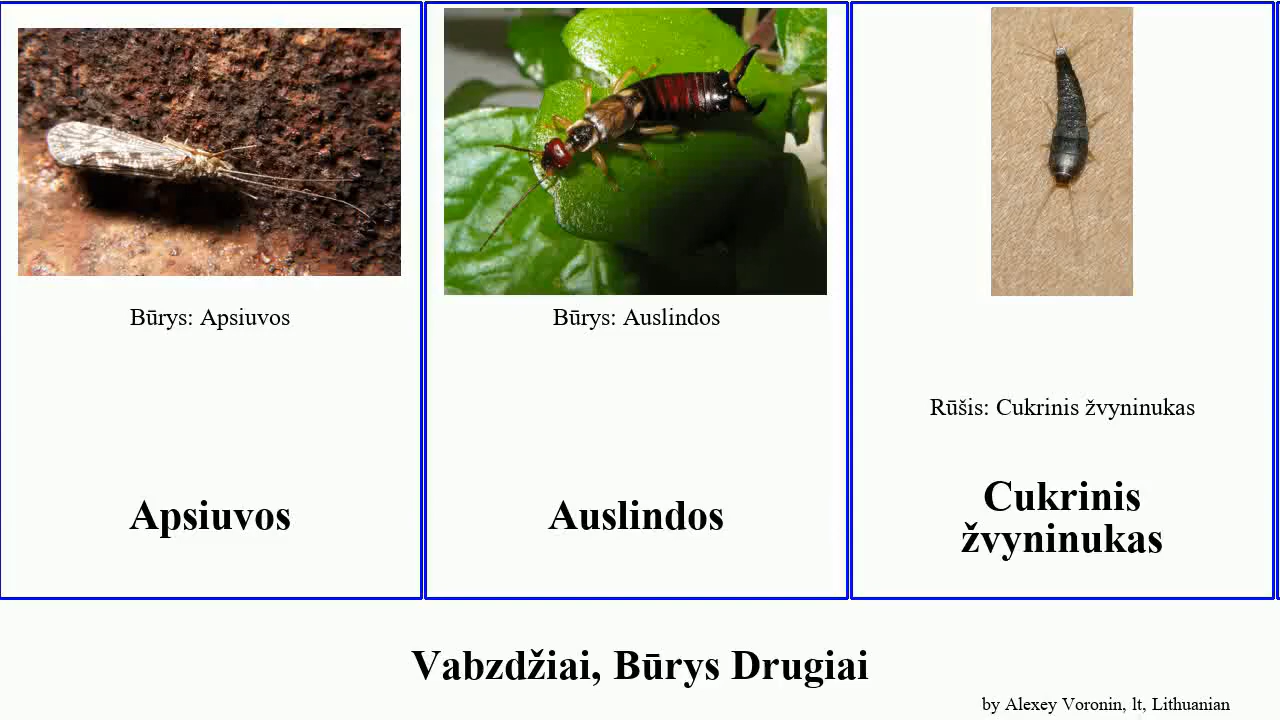 Būrys: Apsiuvos
Apsiuvos
Būrys: Auslindos
Auslindos
Rūšis: Cukrinis žvyninukas
Cukrinis
žvyninukas
Vabzdžiai, Būrys Drugiai
by Alexey Voronin, lt, Lithuanian